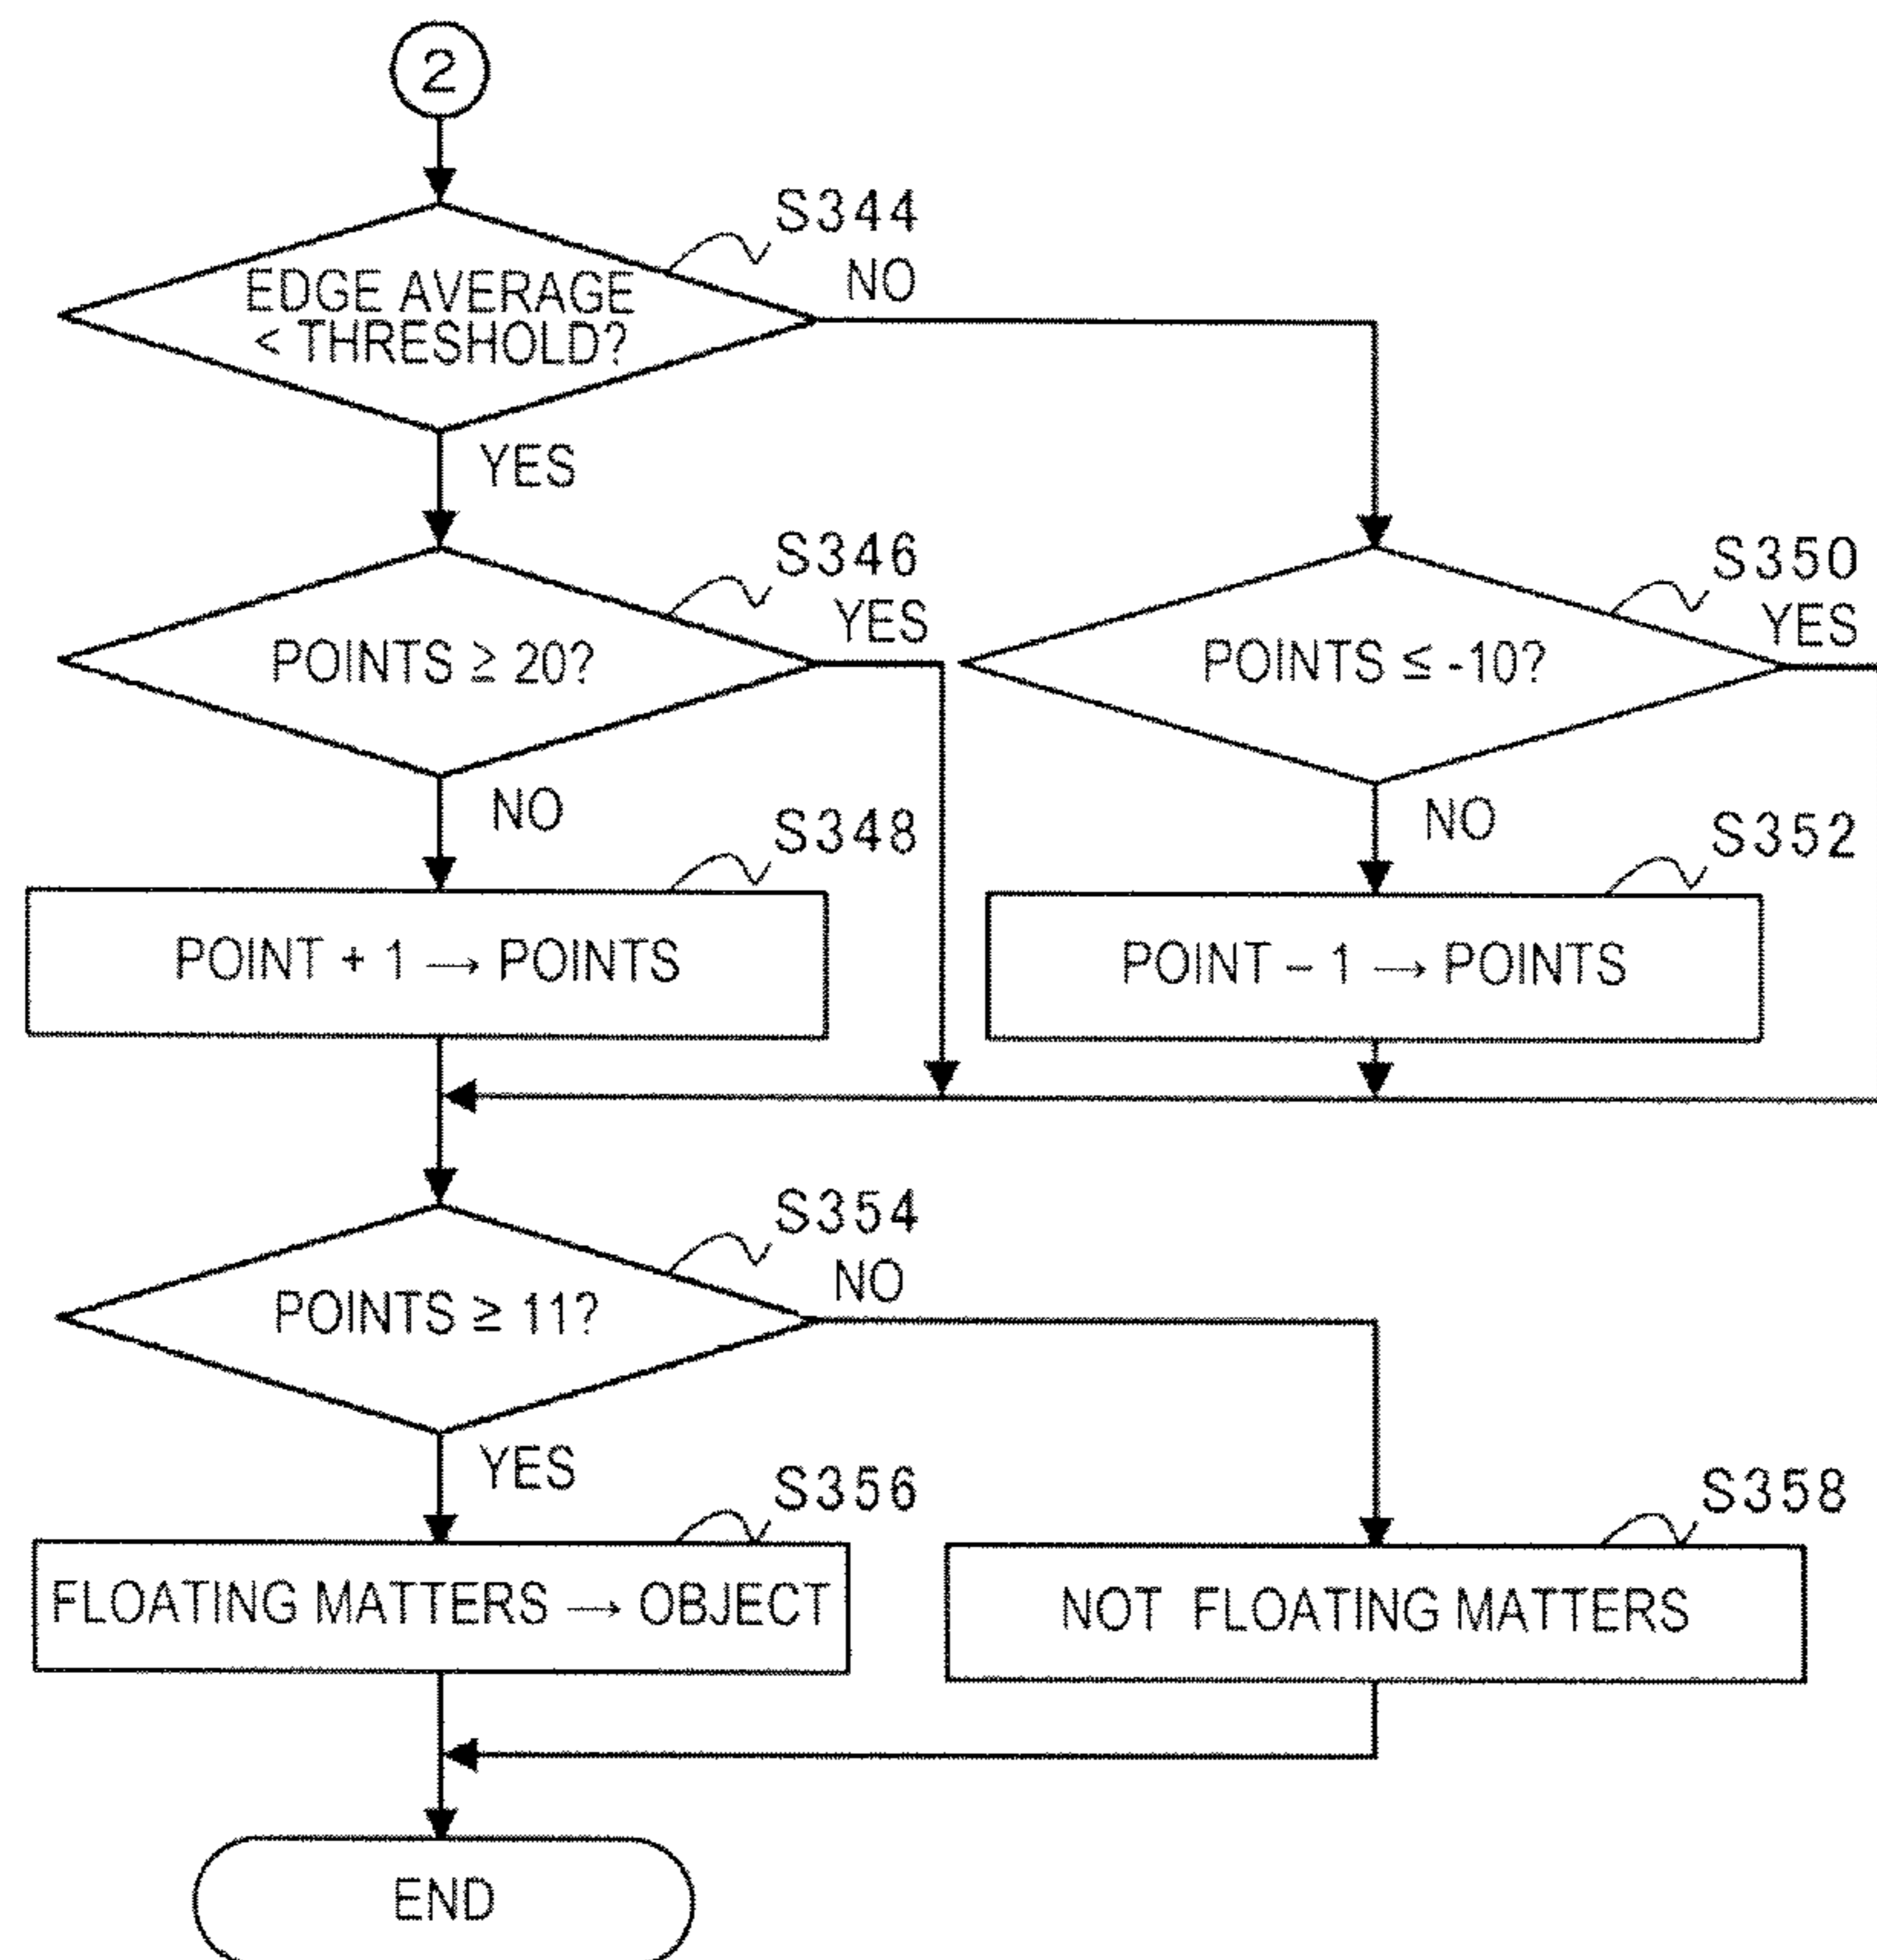 2
S344
NO
EDGE AVERAGE
< THRESHOLD?
YES
S346
YES
POINTS ≥ 20?
S350
YES
POINTS ≤ -10?
NO
S348
NO
S352
POINT + 1 → POINTS
POINT – 1 → POINTS
S354
NO
POINTS ≥ 11?
YES
S356
S358
FLOATING MATTERS → OBJECT
NOT FLOATING MATTERS
END